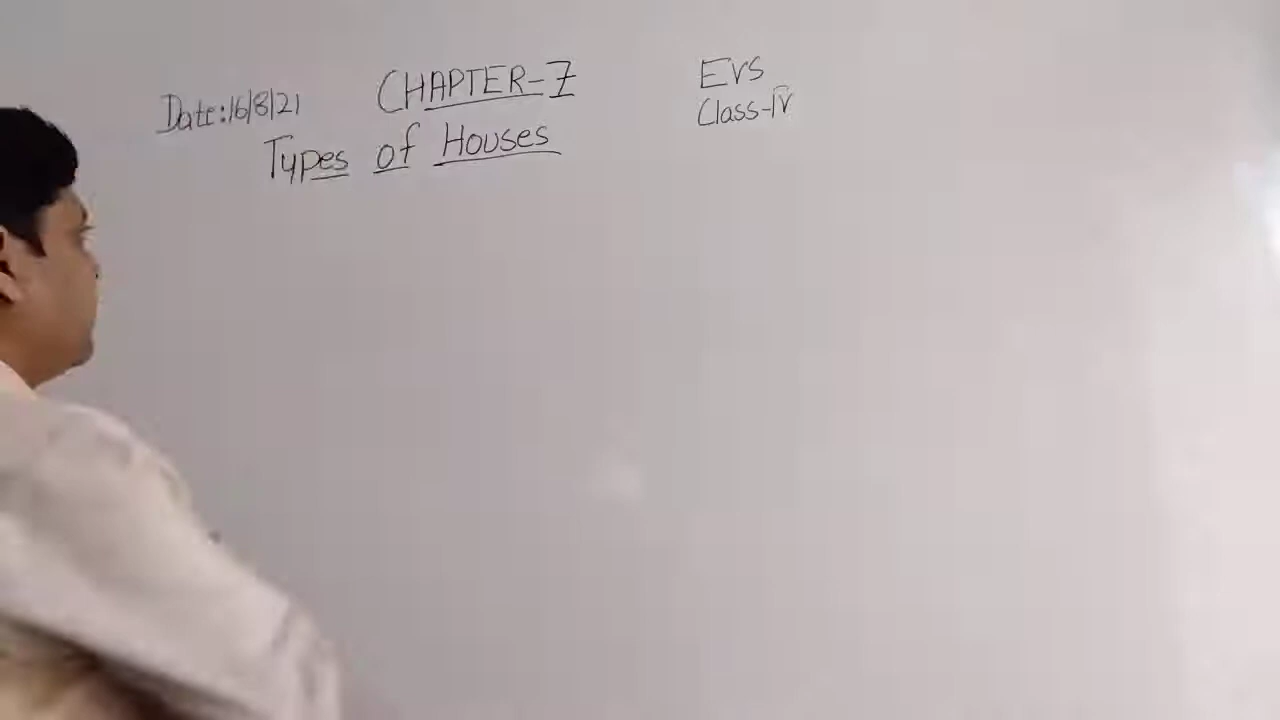 Date:16/8/21 CHAPTER-7 EVS
Class-IV
Types of Houses